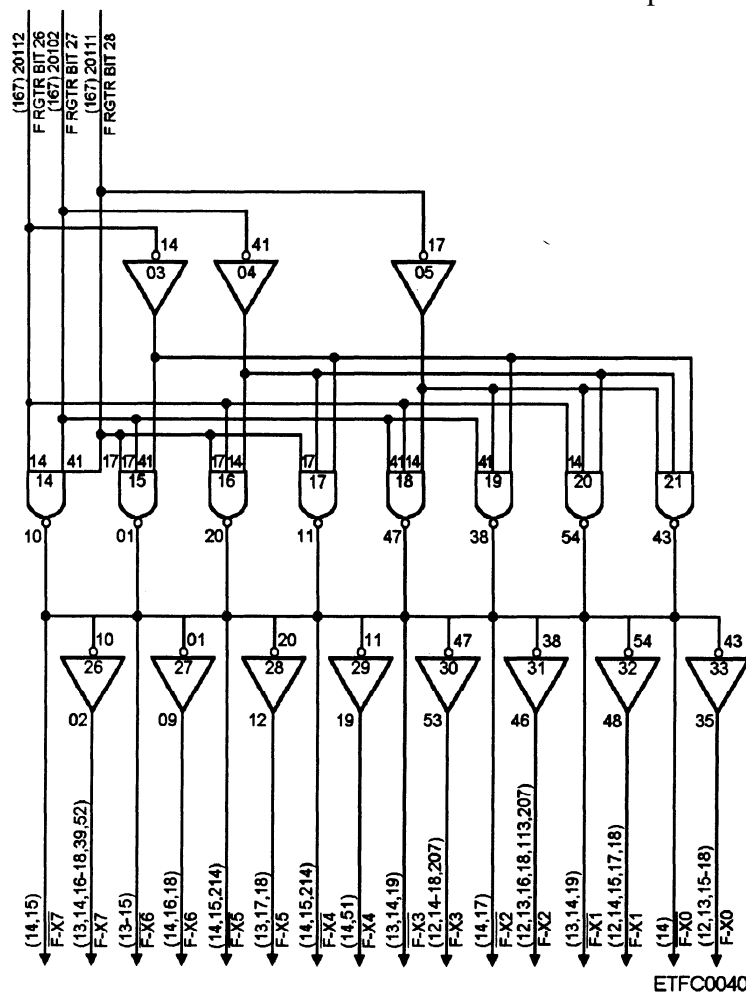 (167) 20112
F RGTR BIT 26
(167) 20102
F RGTR BIT 27
(167) 20111
F RGTR BIT 28
14 41 17
03 04 05
14 41 17 17 41 17 14 17 41 14 41 14
14 15 16 17 18 19 20 21
10 01 20 11 47 38 54 43
10 01 20 11 47 38 54 43
26 27 28 29 30 31 32 33
02 09 12 19 53 46 48 35
(14,15)
F-X7
(13,14,16-18,39,52)
F-X7
(13-15)
F-X6
(14,16,18)
F-X6
(14,15,214)
F-X5
(13,17,18)
F-X5
(14,15,214)
F-X4
(14,51)
F-X4
(13,14,19)
F-X3
(12,14-18,207)
F-X3
(14,17)
F-X2
(12,13,16,18,113,207)
F-X2
(13,14,19)
F-X1
(12,14,15,17,18)
F-X1
(14)
F-X0
(12,13,15-18)
F-X0
ETFC0040